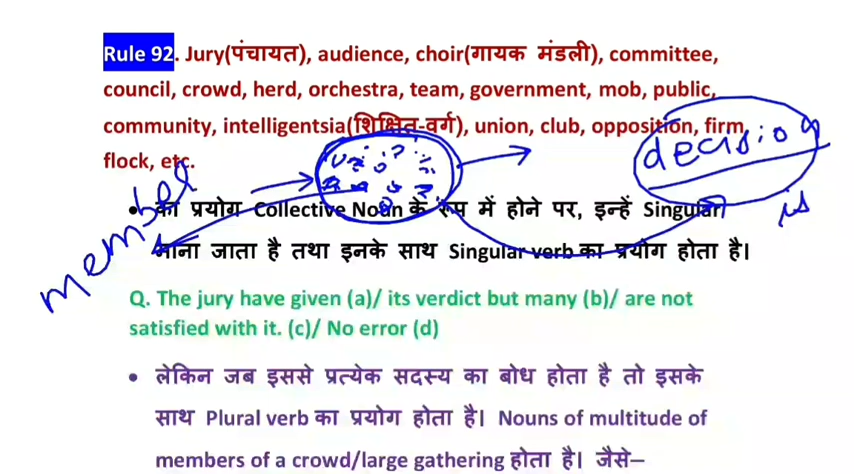 Rule 92. Jury(पंचायत), audience, choir(गायक मंडली), committee,
council, crowd, herd, orchestra, team, government, mob, public,
community, intelligentsia(शिक्षित-वर्ग), union, club, opposition, firm,
flock, etc.
decision
member
is
• का प्रयोग Collective Noun के रूप में होने पर, इन्हें Singular
माना जाता है तथा इनके साथ Singular verb का प्रयोग होता है।
Q. The jury have given (a)/ its verdict but many (b)/ are not
satisfied with it. (c)/ No error (d)
• लेकिन जब इससे प्रत्येक सदस्य का बोध होता है तो इसके
साथ Plural verb का प्रयोग होता है। Nouns of multitude of
members of a crowd/large gathering होता है। जैसे–